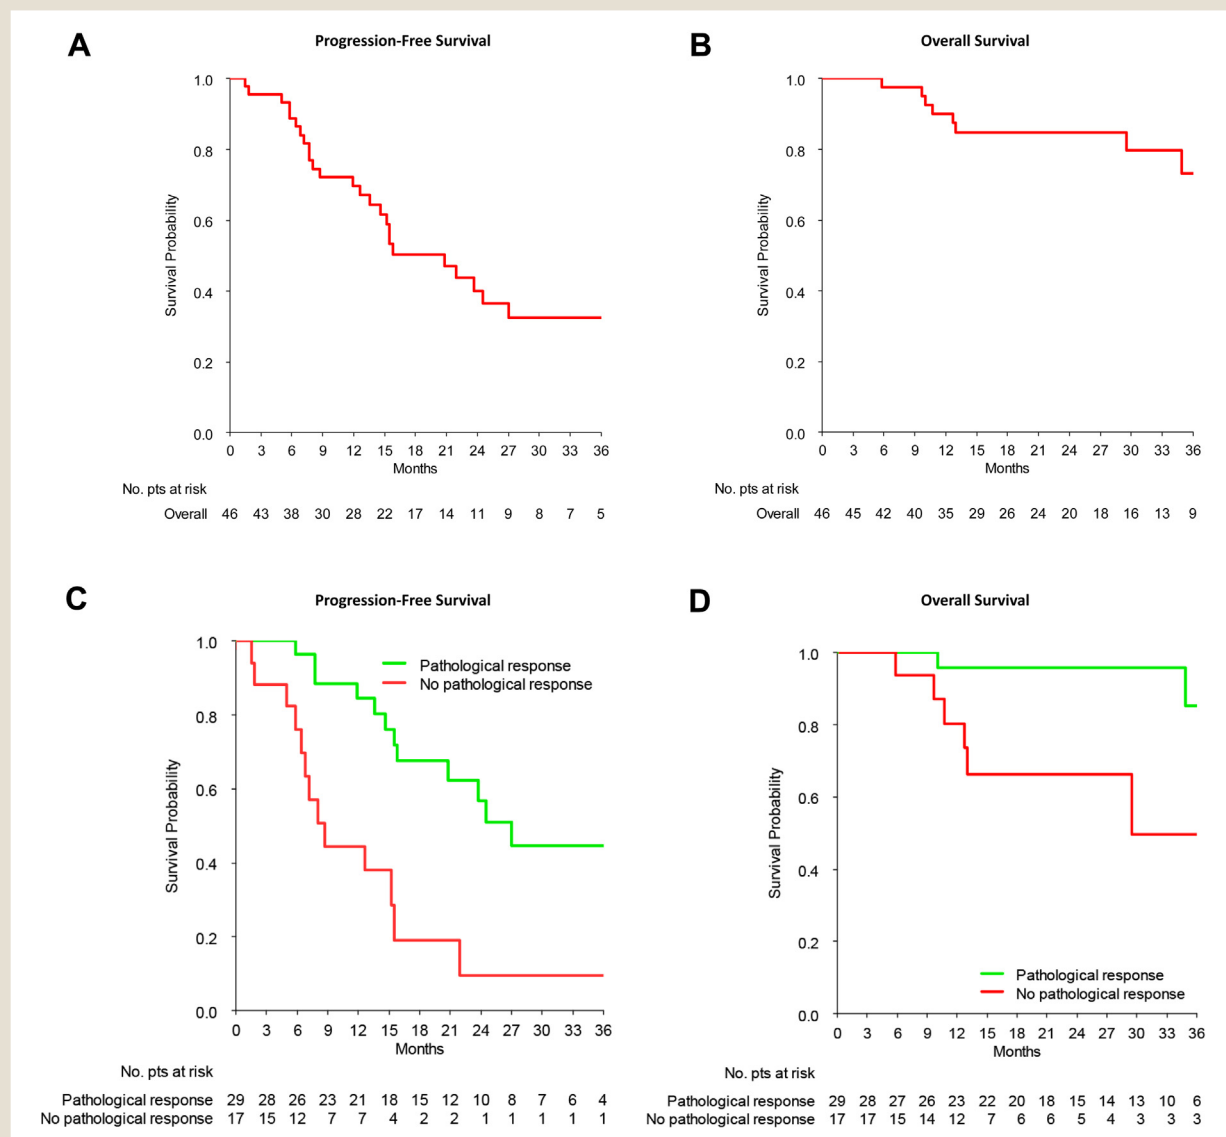 A
Progression-Free Survival
1.0
0.8
0.6
0.4
0.2
0.0
Survival Probability
0 3 6 9 12 15 18 21 24 27 30 33 36
Months
No. pts at risk
Overall 46 43 38 30 28 22 17 14 11 9 8 7 5
B
Overall Survival
1.0
0.8
0.6
0.4
0.2
0.0
Survival Probability
0 3 6 9 12 15 18 21 24 27 30 33 36
Months
No. pts at risk
Overall 46 45 42 40 35 29 26 24 20 18 16 13 9
C
Progression-Free Survival
Pathological response
No pathological response
1.0
0.8
0.6
0.4
0.2
0.0
Survival Probability
0 3 6 9 12 15 18 21 24 27 30 33 36
Months
No. pts at risk
Pathological response 29 28 26 23 21 18 15 12 10 8 7 6 4
No pathological response 17 15 12 7 7 4 2 2 1 1 1 1 1
D
Overall Survival
1.0
0.8
0.6
0.4
0.2
0.0
Survival Probability
Pathological response
No pathological response
0 3 6 9 12 15 18 21 24 27 30 33 36
Months
No. pts at risk
Pathological response 29 28 27 26 23 22 20 18 15 14 13 10 6
No pathological response 17 17 15 14 12 7 6 6 5 4 3 3 3